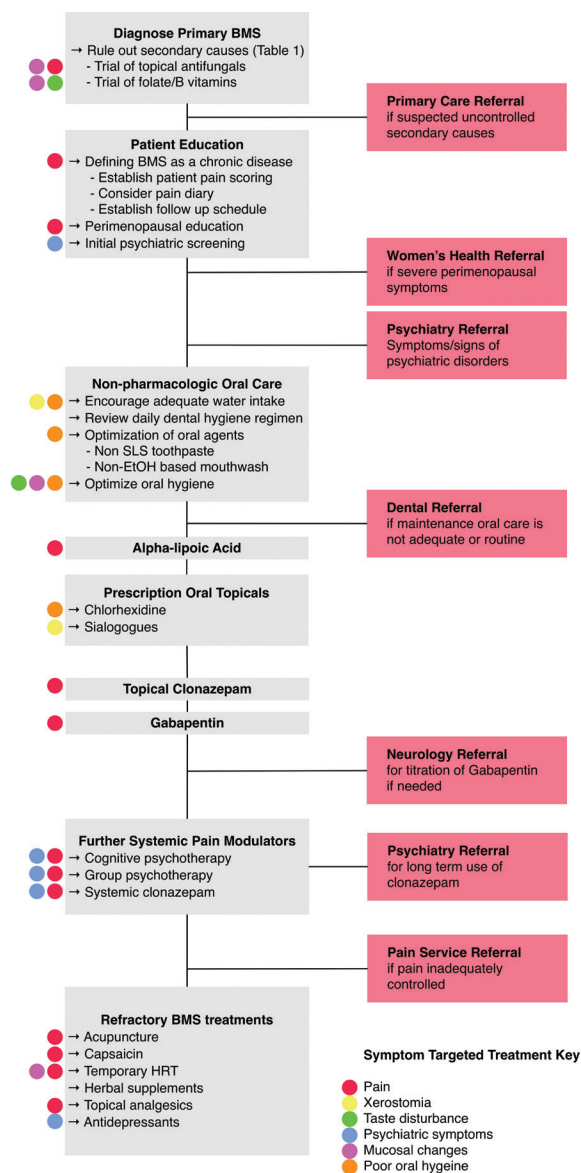 Diagnose Primary BMS
→ Rule out secondary causes (Table 1)
- Trial of topical antifungals
- Trial of folate/B vitamins
Primary Care Referral
if suspected uncontrolled
secondary causes
Patient Education
→ Defining BMS as a chronic disease
- Establish patient pain scoring
- Consider pain diary
- Establish follow up schedule
→ Perimenopausal education
→ Initial psychiatric screening
Women's Health Referral
if severe perimenopausal
symptoms
Psychiatry Referral
Symptoms/signs of
psychiatric disorders
Non-pharmacologic Oral Care
→ Encourage adequate water intake
→ Review daily dental hygiene regimen
→ Optimization of oral agents
- Non SLS toothpaste
- Non-EtOH based mouthwash
→ Optimize oral hygiene
Dental Referral
if maintenance oral care is
not adequate or routine
Alpha-lipoic Acid
Prescription Oral Topicals
→ Chlorhexidine
→ Sialogogues
Topical Clonazepam
Gabapentin
Neurology Referral
for titration of Gabapentin
if needed
Further Systemic Pain Modulators
→ Cognitive psychotherapy
→ Group psychotherapy
→ Systemic clonazepam
Psychiatry Referral
for long term use of
clonazepam
Pain Service Referral
if pain inadequately
controlled
Refractory BMS treatments
→ Acupuncture
→ Capsaicin
→ Temporary HRT
→ Herbal supplements
→ Topical analgesics
→ Antidepressants
Symptom Targeted Treatment Key
Pain
Xerostomia
Taste disturbance
Psychiatric symptoms
Mucosal changes
Poor oral hygeine